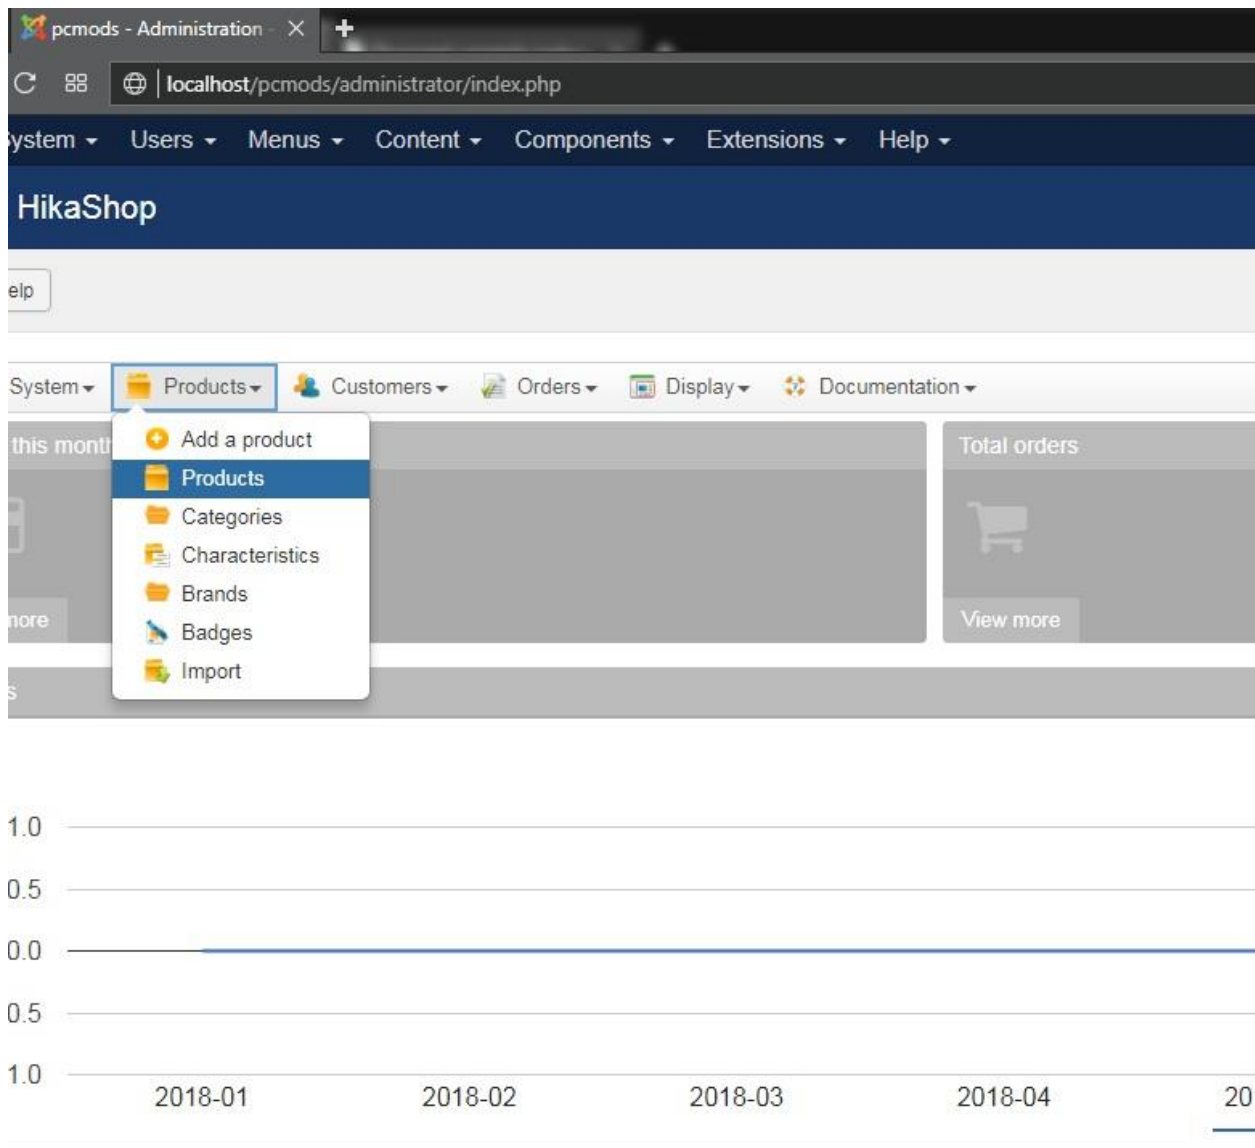 pcmods - Administration -
localhost/pcmods/administrator/index.php
System Users Menus Content Components Extensions Help
HikaShop
elp
System Products Customers Orders Display Documentation
Add a product
Products
Categories
Characteristics
Brands
Badges
Import
this month
Total orders
more
View more
s
1.0
0.5
0.0
0.5
1.0
2018-01 2018-02 2018-03 2018-04 20